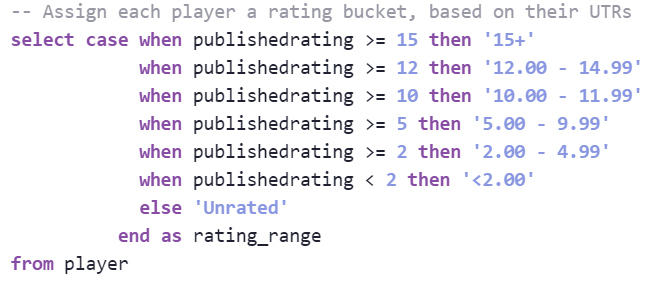 -- Assign each player a rating bucket, based on their UTRs
select case when publishedrating >= 15 then '15+'
when publishedrating >= 12 then '12.00 - 14.99'
when publishedrating >= 10 then '10.00 - 11.99'
when publishedrating >= 5 then '5.00 - 9.99'
when publishedrating >= 2 then '2.00 - 4.99'
when publishedrating < 2 then '<2.00'
else 'Unrated'
end as rating_range
from player